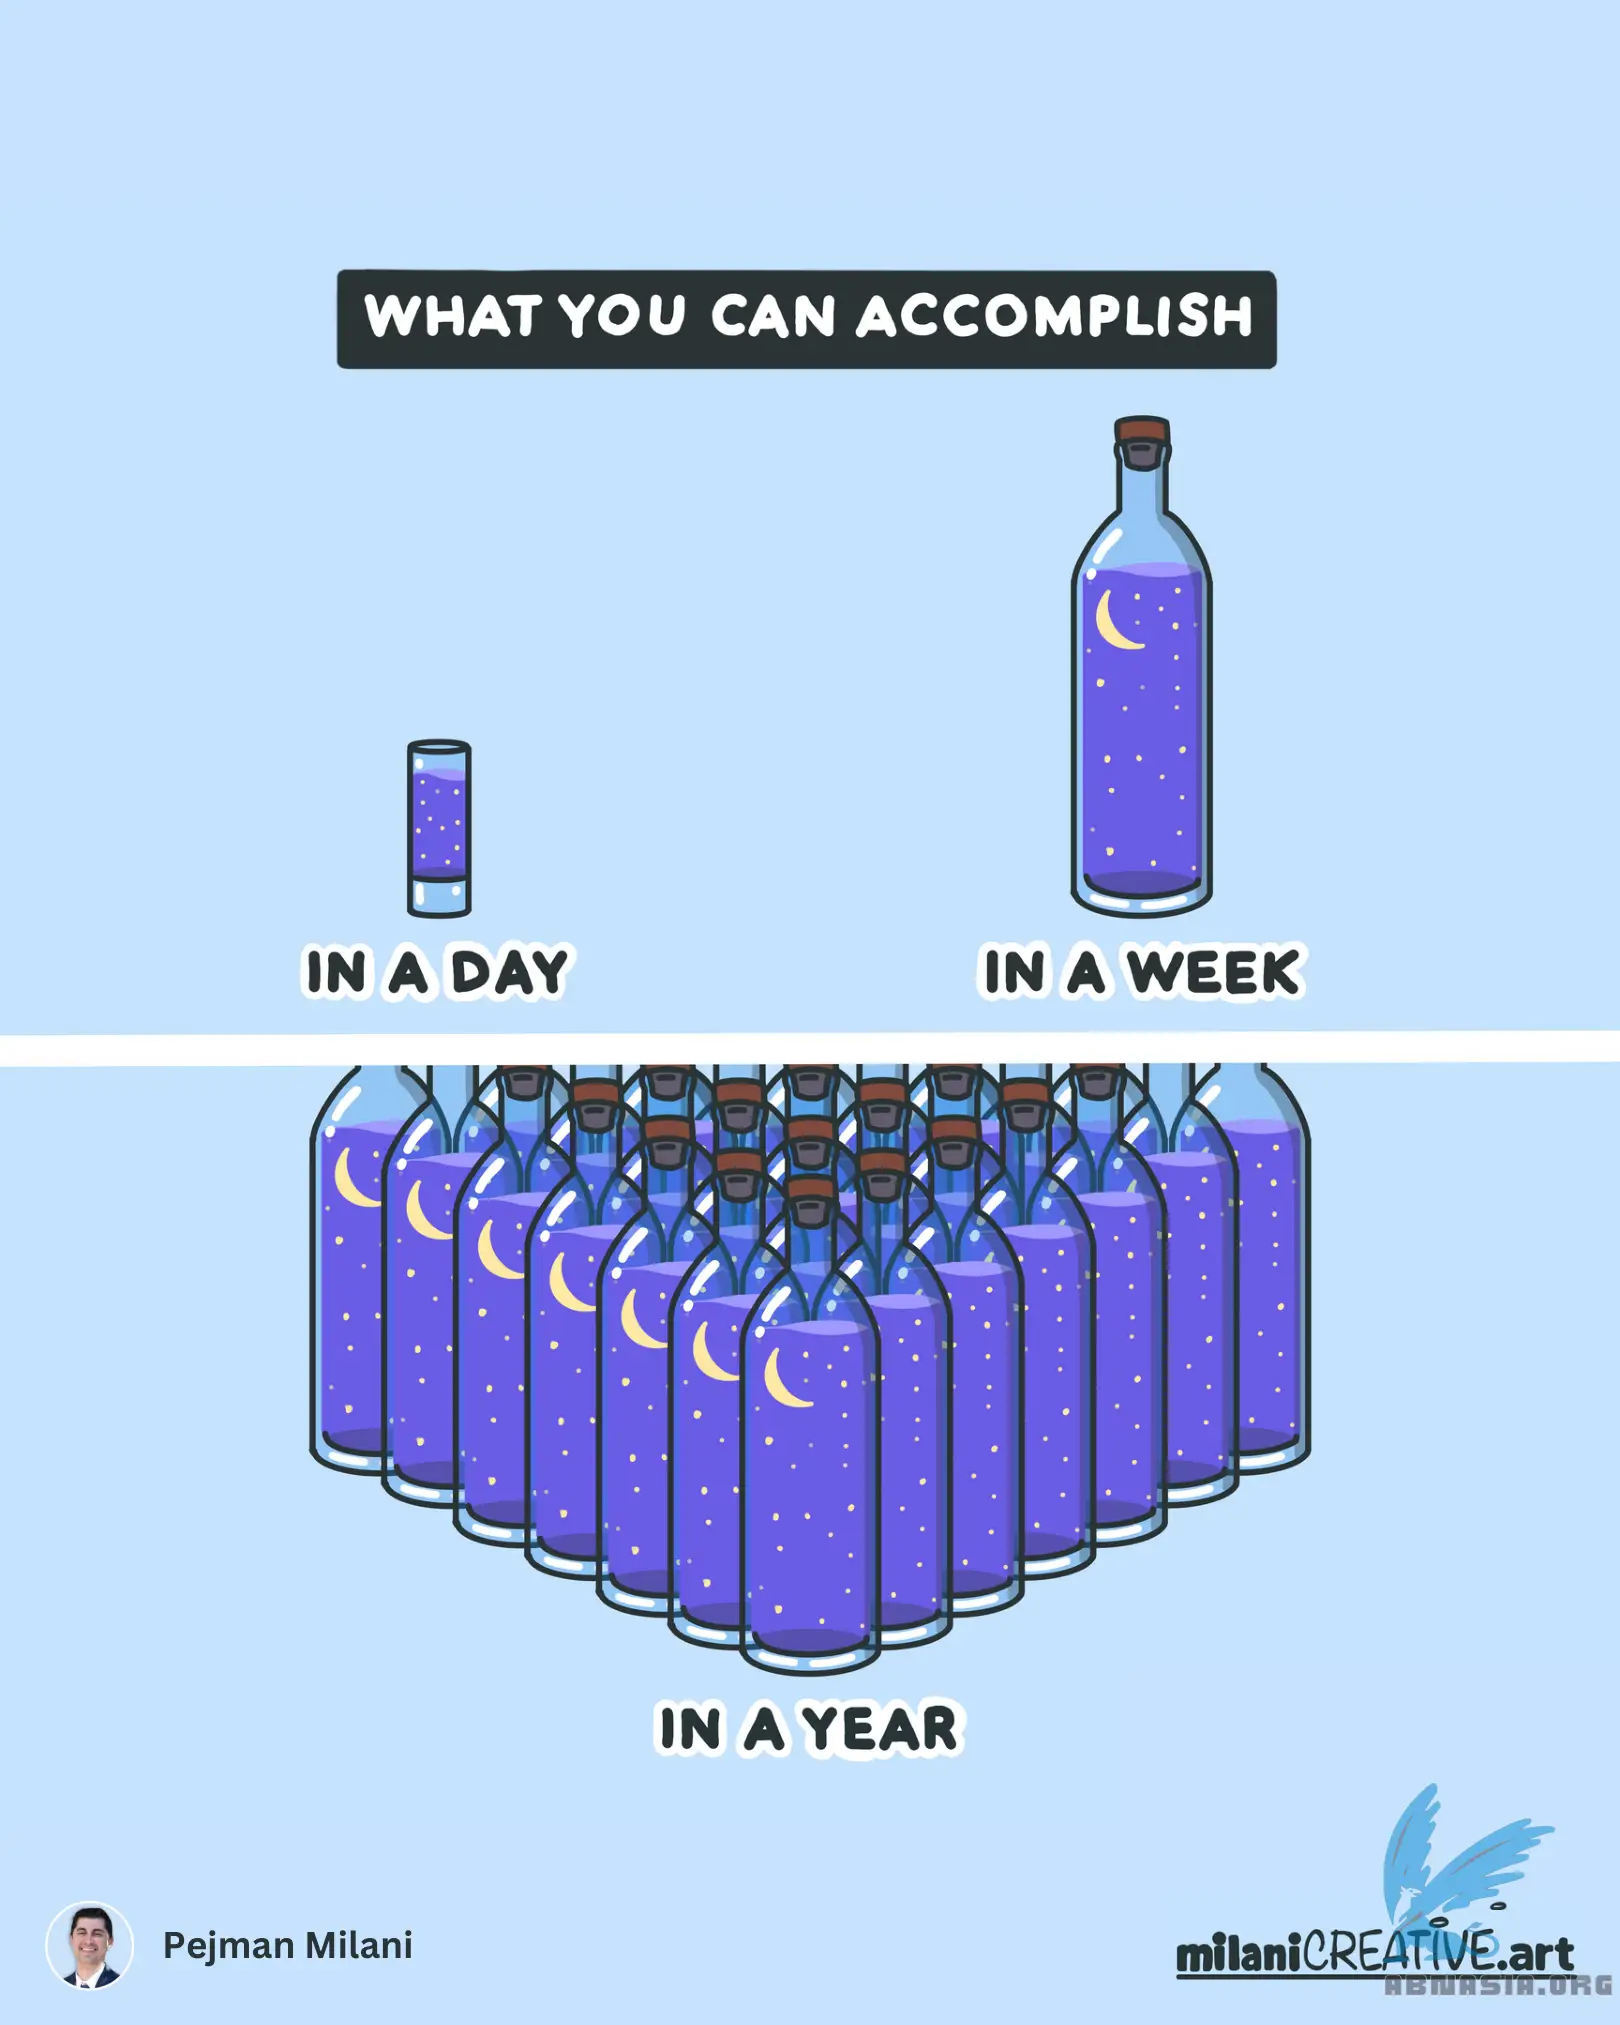 WHAT YOU CAN ACCOMPLISH
IN A DAY
IN A WEEK
IN A YEAR
Pejman Milani
milaniCREATIVE.art
ABNASIA.ORG